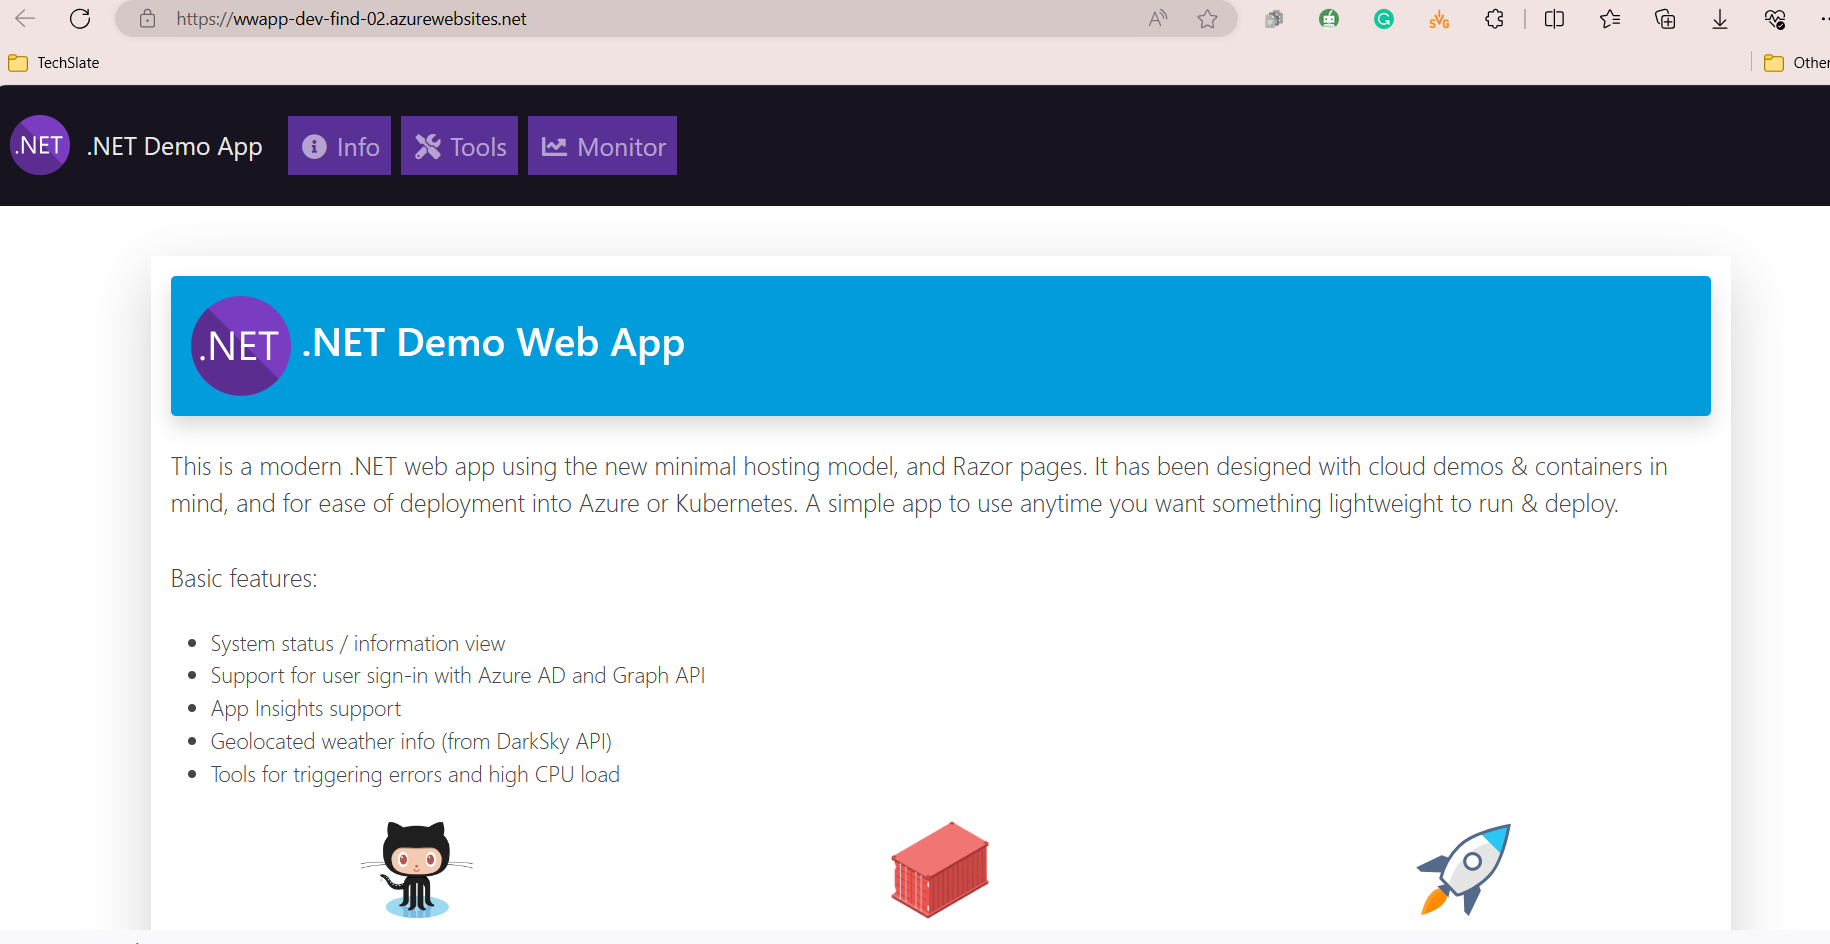 https://wwapp-dev-find-02.azurewebsites.net
TechSlate
Other
.NET
.NET Demo App
Info
Tools
Monitor
.NET
.NET Demo Web App
This is a modern .NET web app using the new minimal hosting model, and Razor pages. It has been designed with cloud demos & containers in
mind, and for ease of deployment into Azure or Kubernetes. A simple app to use anytime you want something lightweight to run & deploy.
Basic features:
System status / information view
Support for user sign-in with Azure AD and Graph API
App Insights support
Geolocated weather info (from DarkSky API)
Tools for triggering errors and high CPU load